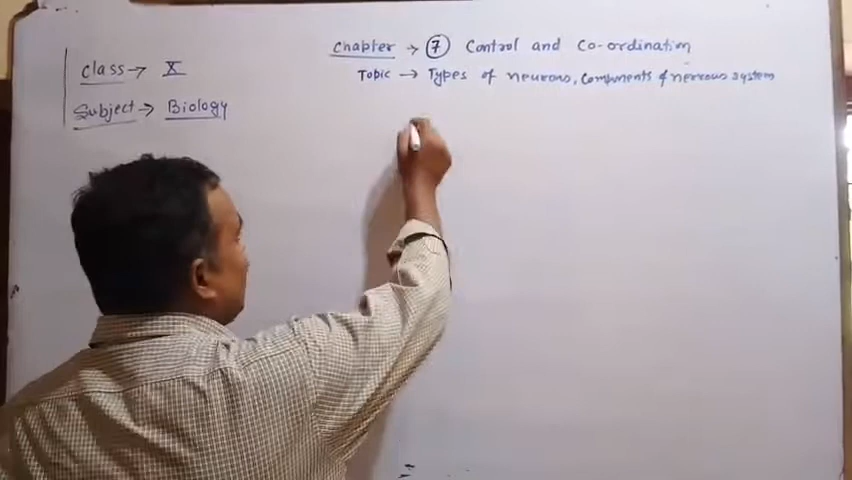 Class → X
Subject → Biology
Chapter → 7 Control and Co-ordination
Topic → Types of neurons, Components of nervous system